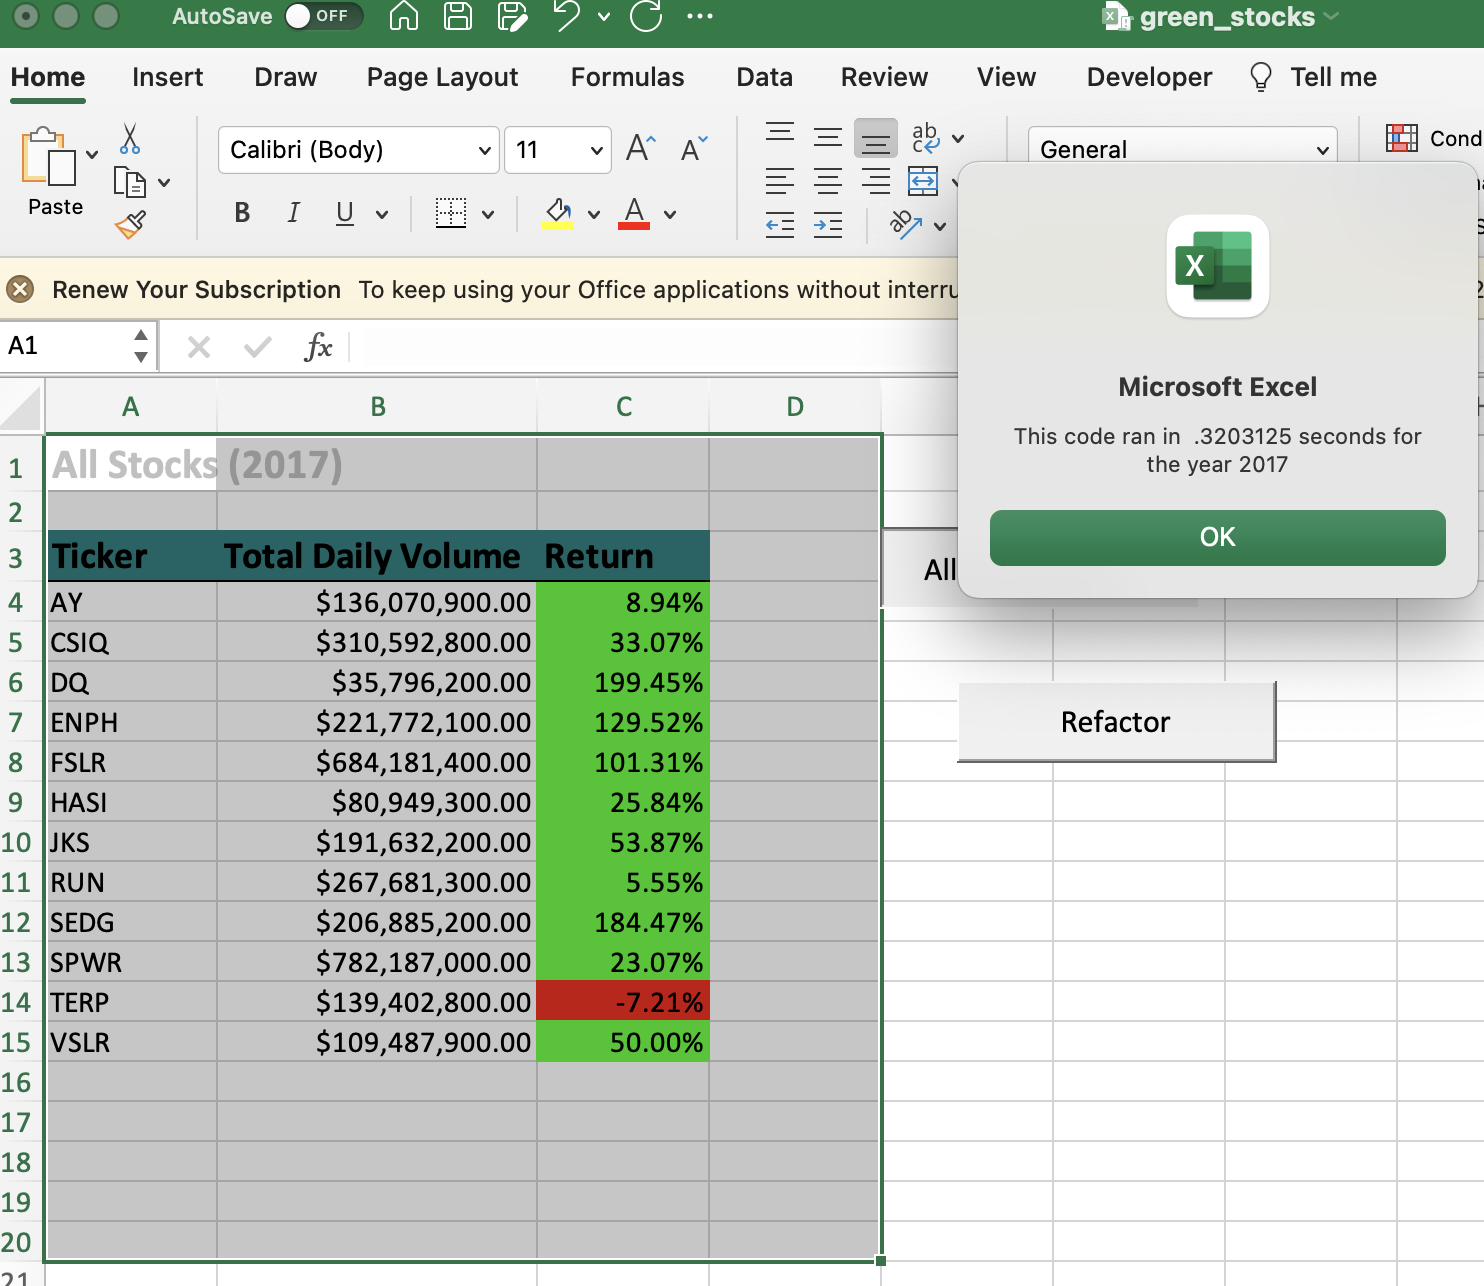 AutoSave OFF green_stocks
Home Insert Draw Page Layout Formulas Data Review View Developer Tell me
Paste Calibri (Body) 11 A A ab c General Cond
B I U A ab
Renew Your Subscription To keep using your Office applications without interru
A1 fx
A B C D
1 All Stocks (2017)
2
3 Ticker Total Daily Volume Return
4 AY $136,070,900.00 8.94%
5 CSIQ $310,592,800.00 33.07%
6 DQ $35,796,200.00 199.45%
7 ENPH $221,772,100.00 129.52%
8 FSLR $684,181,400.00 101.31%
9 HASI $80,949,300.00 25.84%
10 JKS $191,632,200.00 53.87%
11 RUN $267,681,300.00 5.55%
12 SEDG $206,885,200.00 184.47%
13 SPWR $782,187,000.00 23.07%
14 TERP $139,402,800.00 -7.21%
15 VSLR $109,487,900.00 50.00%
16
17
18
19
20
21
X
Microsoft Excel
This code ran in .3203125 seconds for
the year 2017
OK
All
Refactor